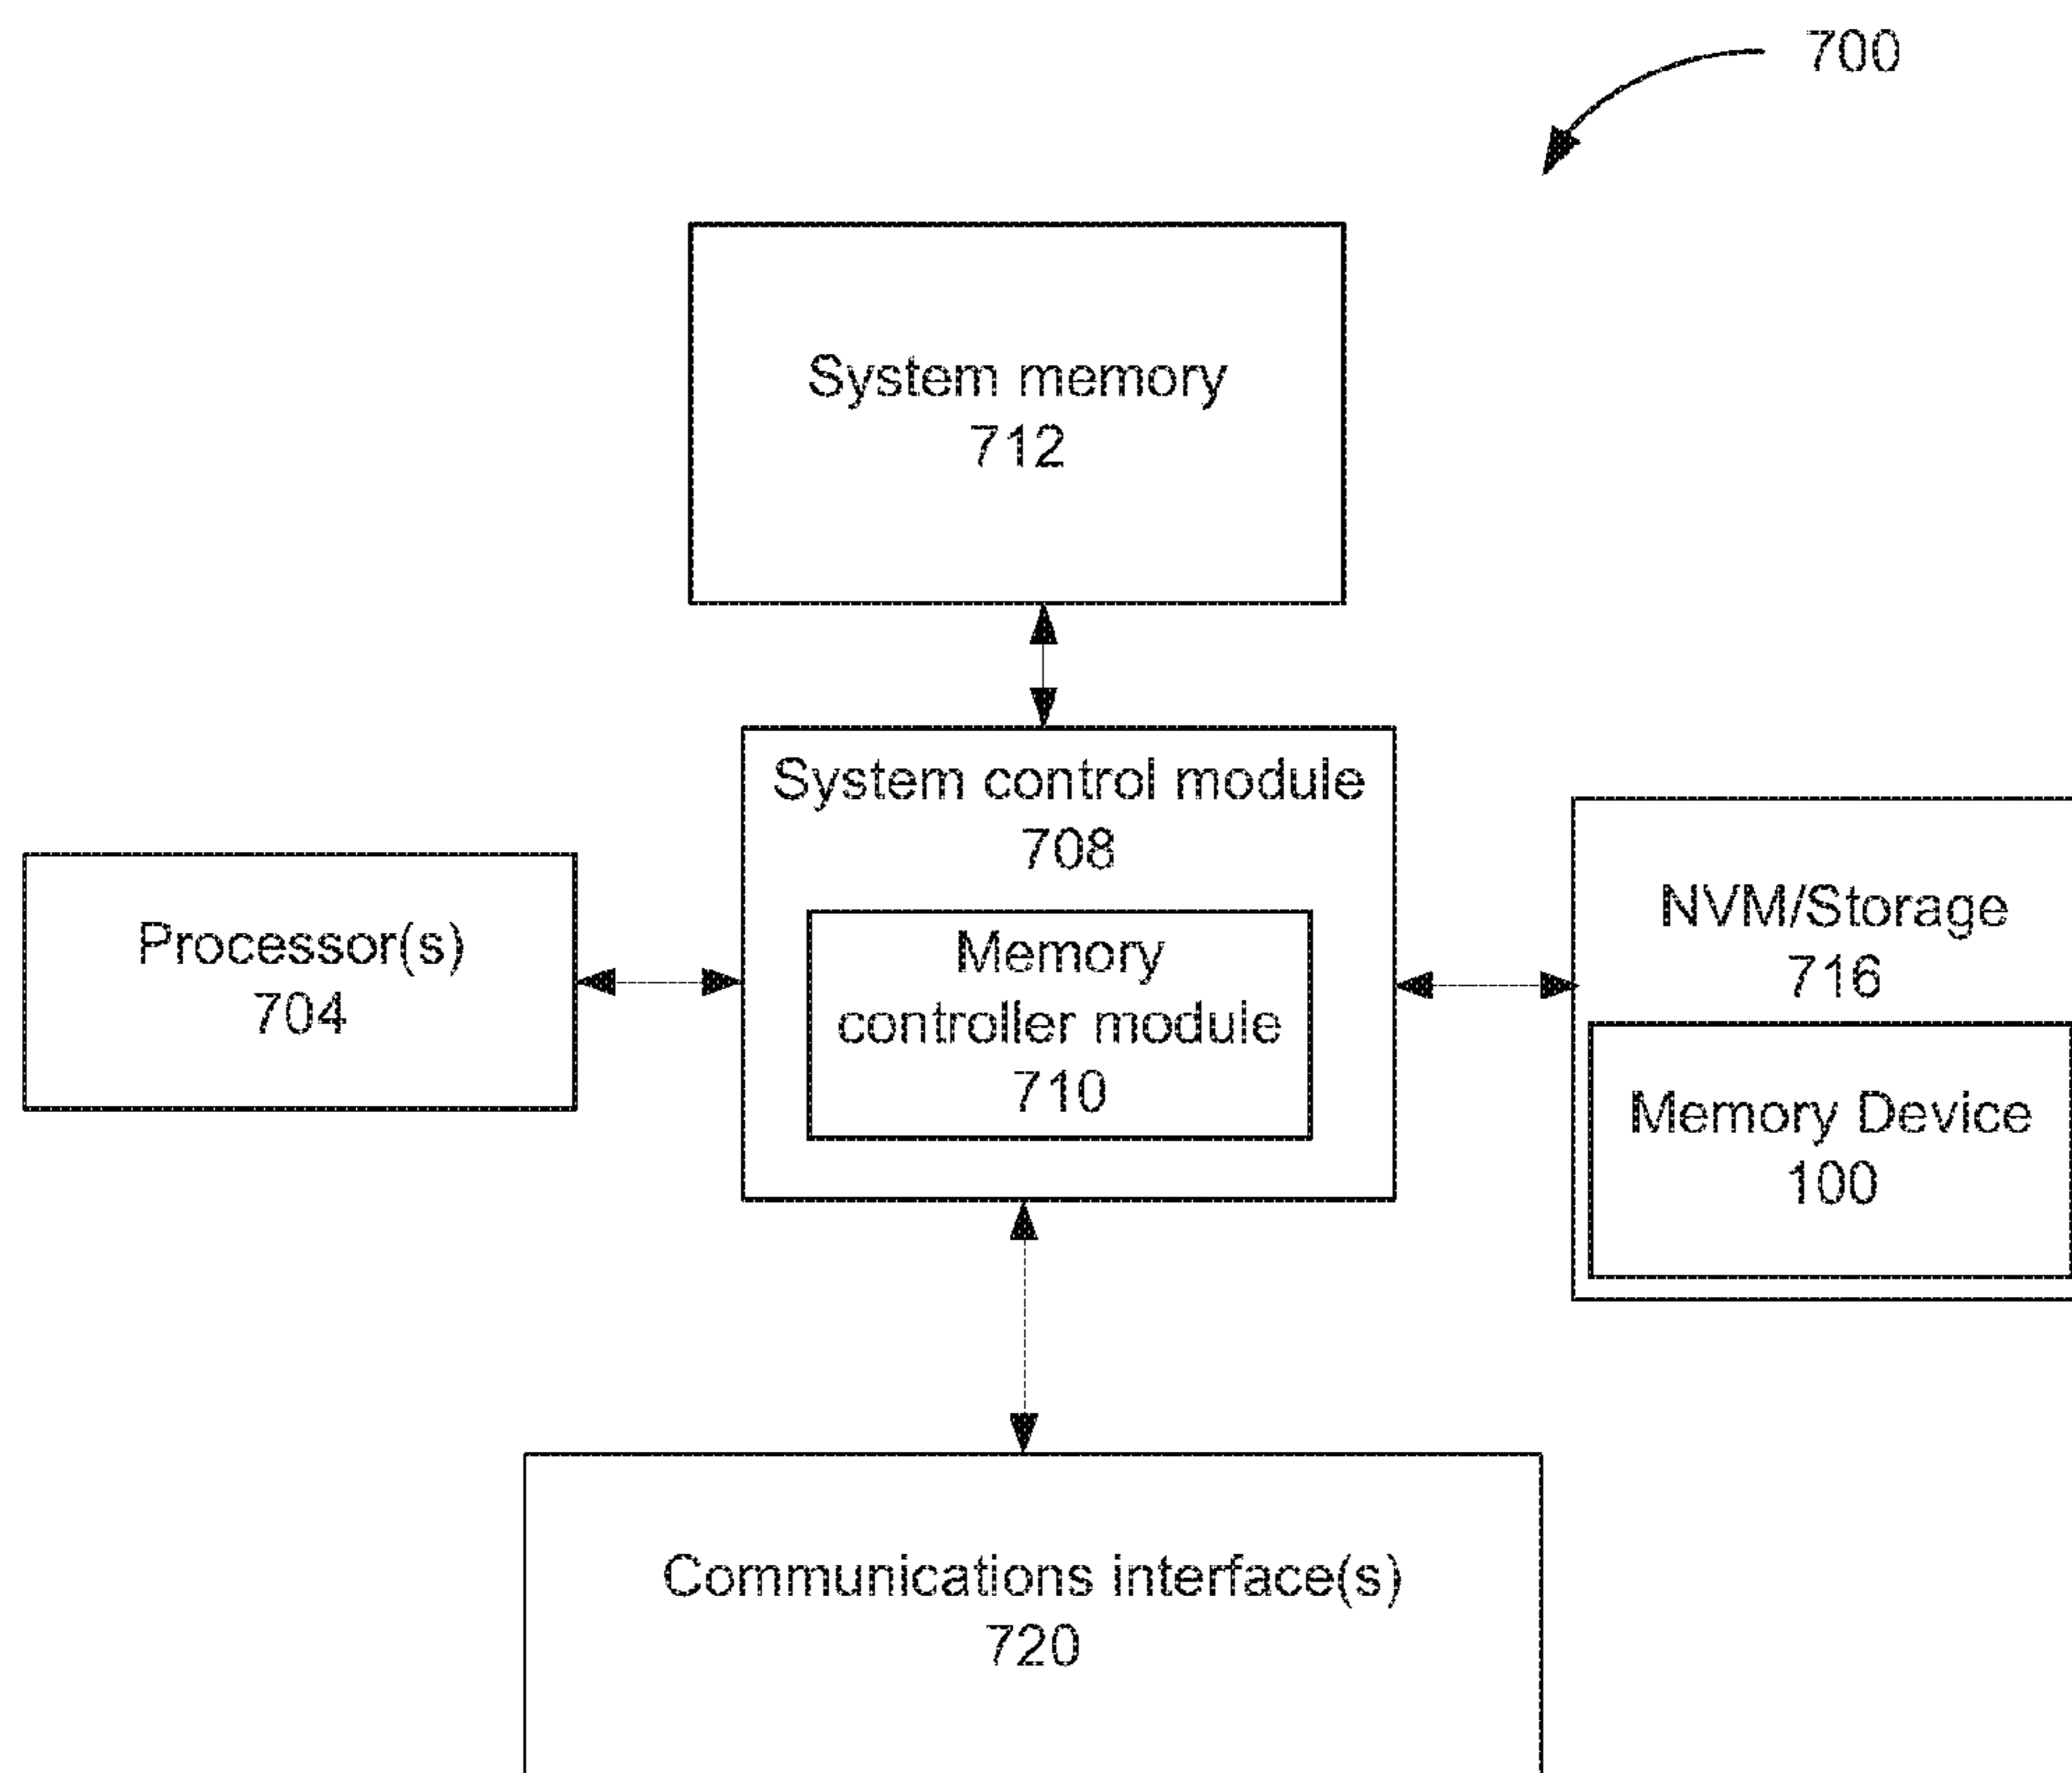 700
System memory
712
System control module
708
Memory
controller module
710
Processor(s)
704
NVM/Storage
716
Memory Device
100
Communications interface(s)
720